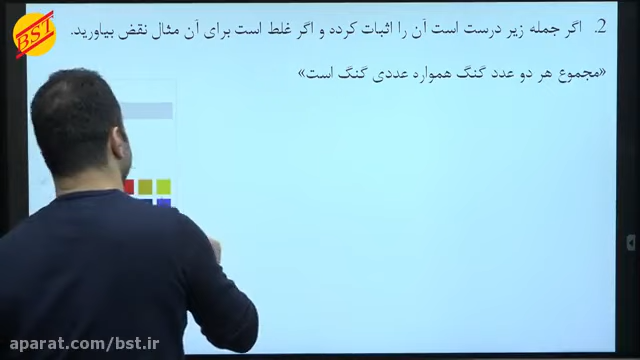 BST
2. اگر جمله زیر درست است آن را اثبات کرده و اگر غلط است برای آن مثال نقض بیاورید.
«مجموع هر دو عدد گنگ همواره عددی گنگ است»
aparat.com/bst.ir